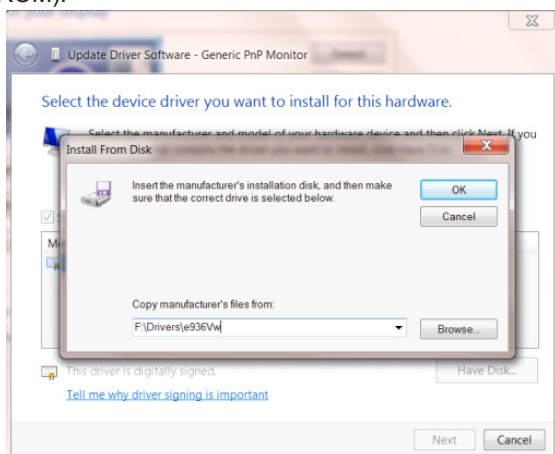 ROM).
Update Driver Software - Generic PnP Monitor
Select the device driver you want to install for this hardware.
Select the manufacturer and model of your hardware device and then click Next. If you
Install From Disk
Insert the manufacturer's installation disk, and then make
sure that the correct drive is selected below.
OK
Cancel
Copy manufacturer's files from:
F:\Drivers\e936Vw
Browse...
This driver is digitally signed.
Have Disk...
Tell me why driver signing is important
Next
Cancel